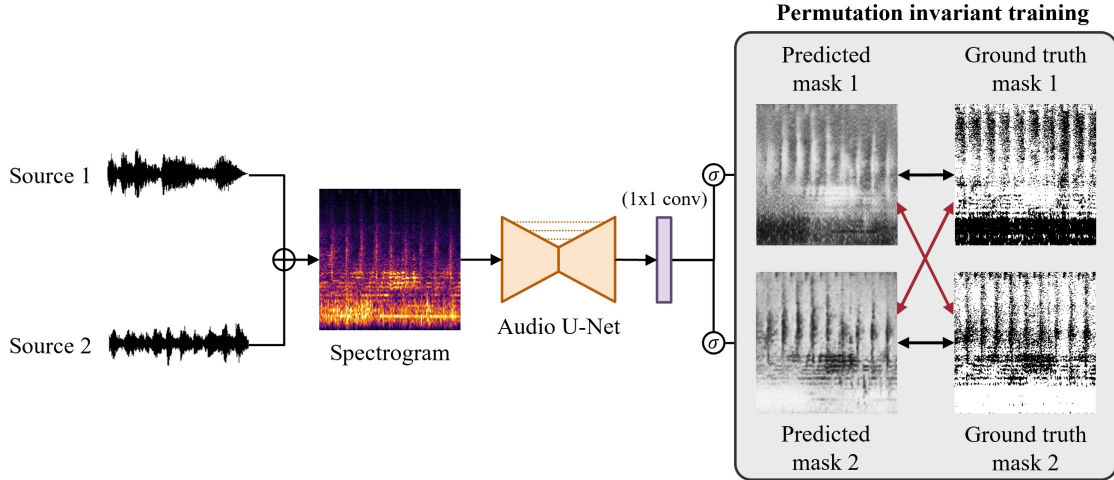 Permutation invariant training
Predicted
mask 1
Ground truth
mask 1
Source 1
Source 2
Spectrogram
Audio U-Net
(1x1 conv)
σ
σ
Predicted
mask 2
Ground truth
mask 2